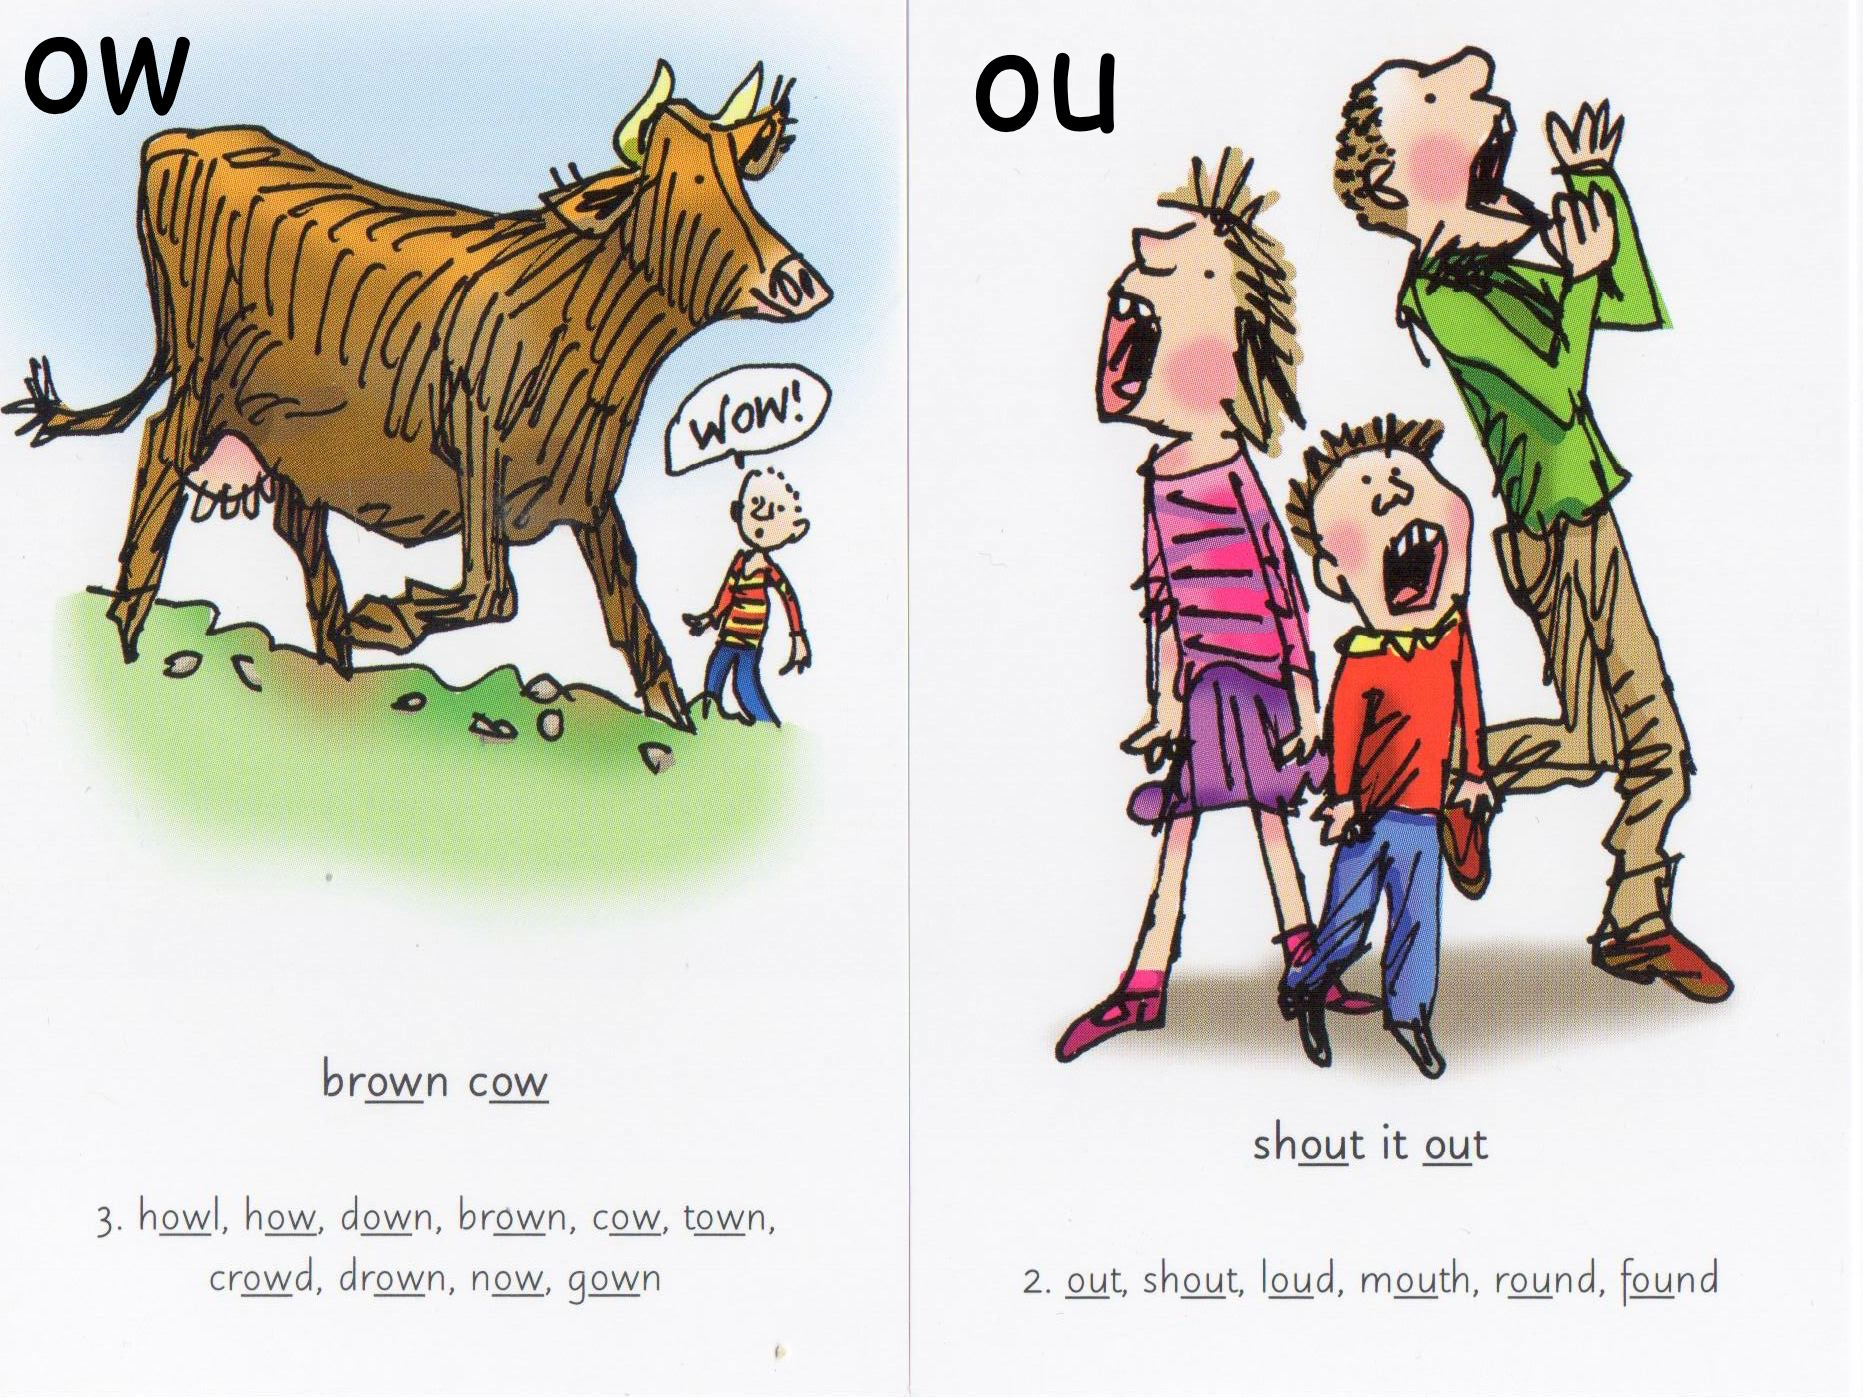 ow
wow!
brown cow
3. howl, how, down, brown, cow, town,
crowd, drown, now, gown
ou
shout it out
2. out, shout, loud, mouth, round, found